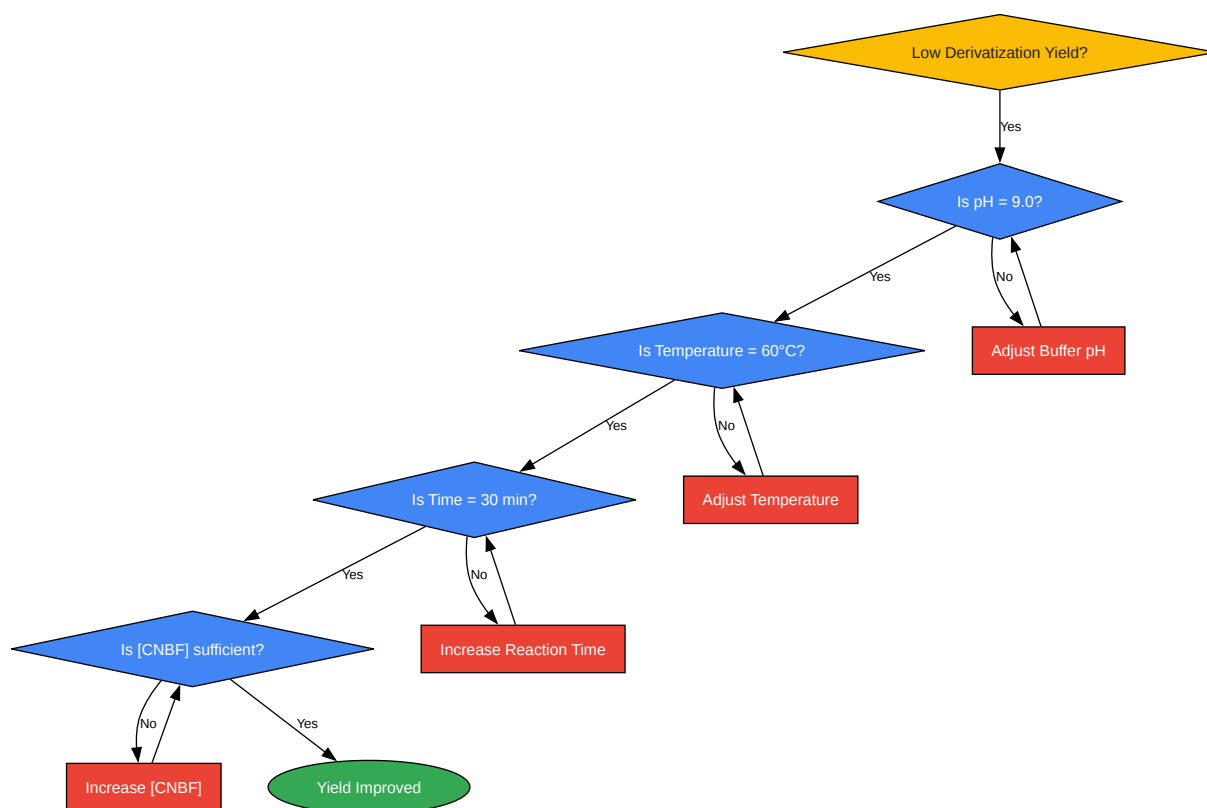 Low Derivatization Yield?
Yes
Is pH = 9.0?
Yes
No
Is Temperature = 60°C?
Adjust Buffer pH
Yes
No
Is Time = 30 min?
Adjust Temperature
Yes
No
Is [CNBF] sufficient?
Increase Reaction Time
No
Yes
Increase [CNBF]
Yield Improved